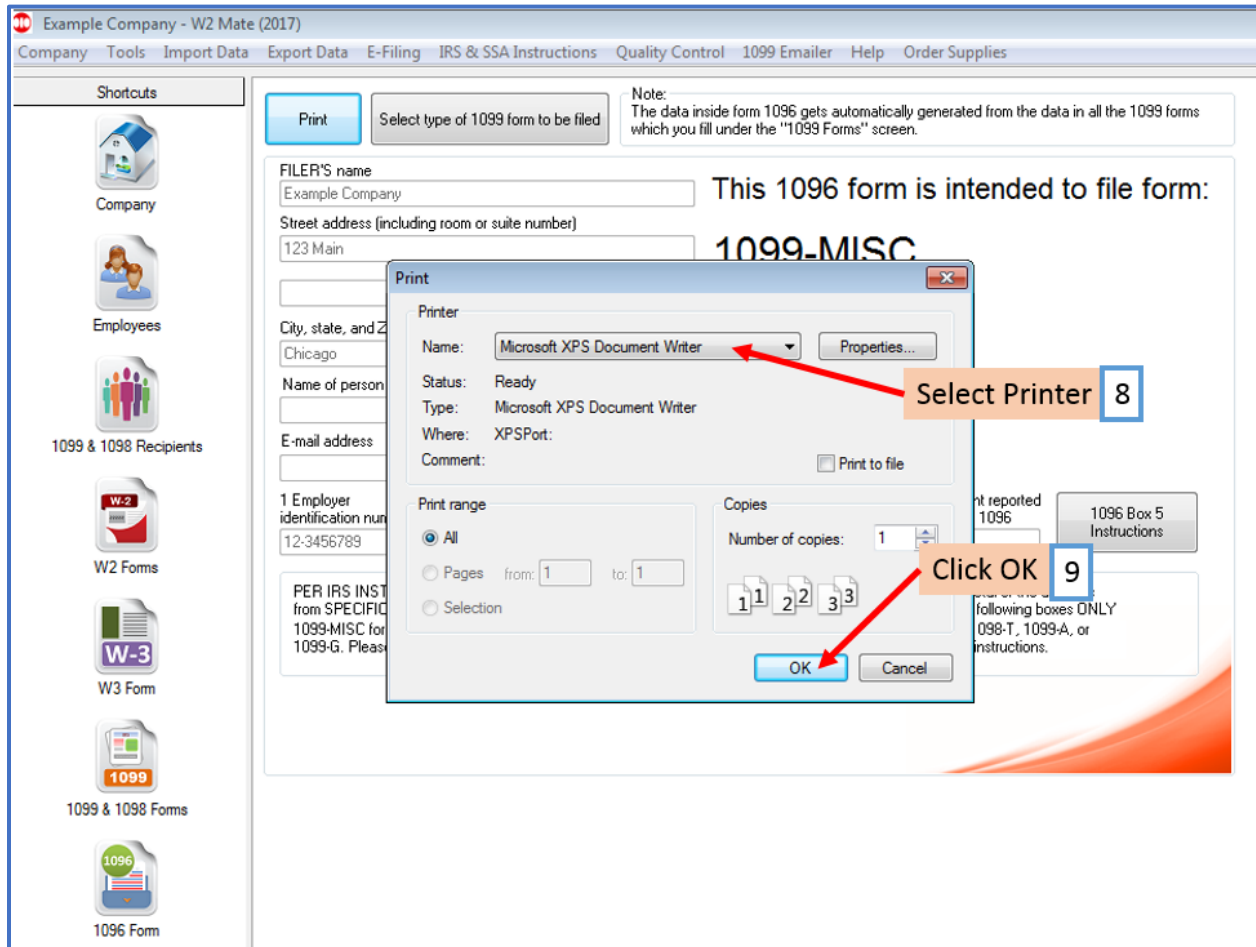 Example Company - W2 Mate (2017)
Company Tools Import Data Export Data E-Filing IRS & SSA Instructions Quality Control 1099 Emailer Help Order Supplies
Shortcuts
Company
Employees
1099 & 1098 Recipients
W-2
W2 Forms
W-3
W3 Form
1099
1099 & 1098 Forms
1096
1096 Form
Print
Select type of 1099 form to be filed
Note:
The data inside form 1096 gets automatically generated from the data in all the 1099 forms
which you fill under the "1099 Forms" screen.
FILER'S name
Example Company
This 1096 form is intended to file form:
Street address (including room or suite number)
123 Main
1099-MISC
City, state, and Z
Chicago
Name of person
E-mail address
1 Employer
identification num
12-3456789
nt reported
1096
1096 Box 5
Instructions
PER IRS INST
from SPECIFIC
1099-MISC for
1099-G. Pleas
following boxes ONLY
098-T, 1099-A, or
instructions.
Print
Printer
Name: Microsoft XPS Document Writer Properties...
Status: Ready
Type: Microsoft XPS Document Writer
Where: XPSPort:
Comment:
Print to file
Select Printer 8
Print range
All
Pages from: 1 to: 1
Selection
Copies
Number of copies: 1
1 1 2 2 3 3
Click OK 9
OK Cancel